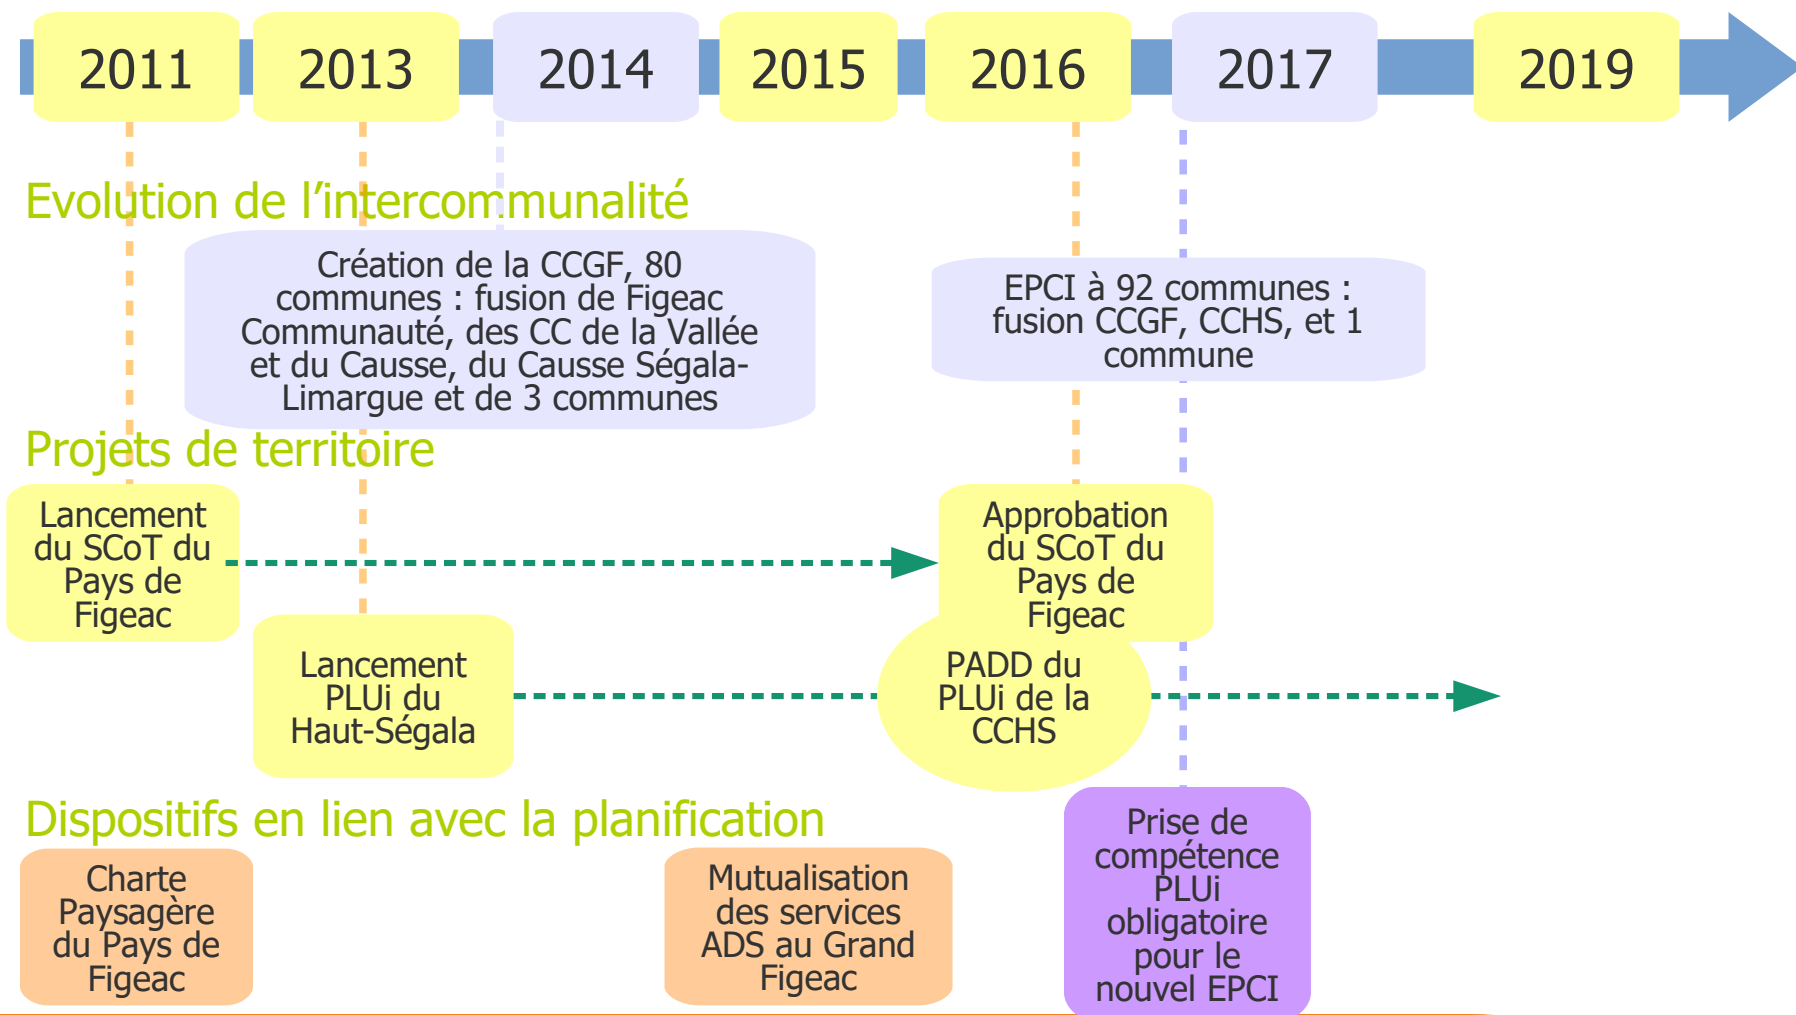 2011
2013
2014
2015
2016
2017
2019
Evolution de l’intercommunalité
Création de la CCGF, 80
communes : fusion de Figeac
Communauté, des CC de la Vallée
et du Causse, du Causse Ségala-
Limargue et de 3 communes
EPCI à 92 communes :
fusion CCGF, CCHS, et 1
commune
Projets de territoire
Lancement
du SCoT du
Pays de
Figeac
Approbation
du SCoT du
Pays de
Figeac
Lancement
PLUi du
Haut-Ségala
PADD du
PLUi de la
CCHS
Dispositifs en lien avec la planification
Charte
Paysagère
du Pays de
Figeac
Mutualisation
des services
ADS au Grand
Figeac
Prise de
compétence
PLUi
obligatoire
pour le
nouvel EPCI